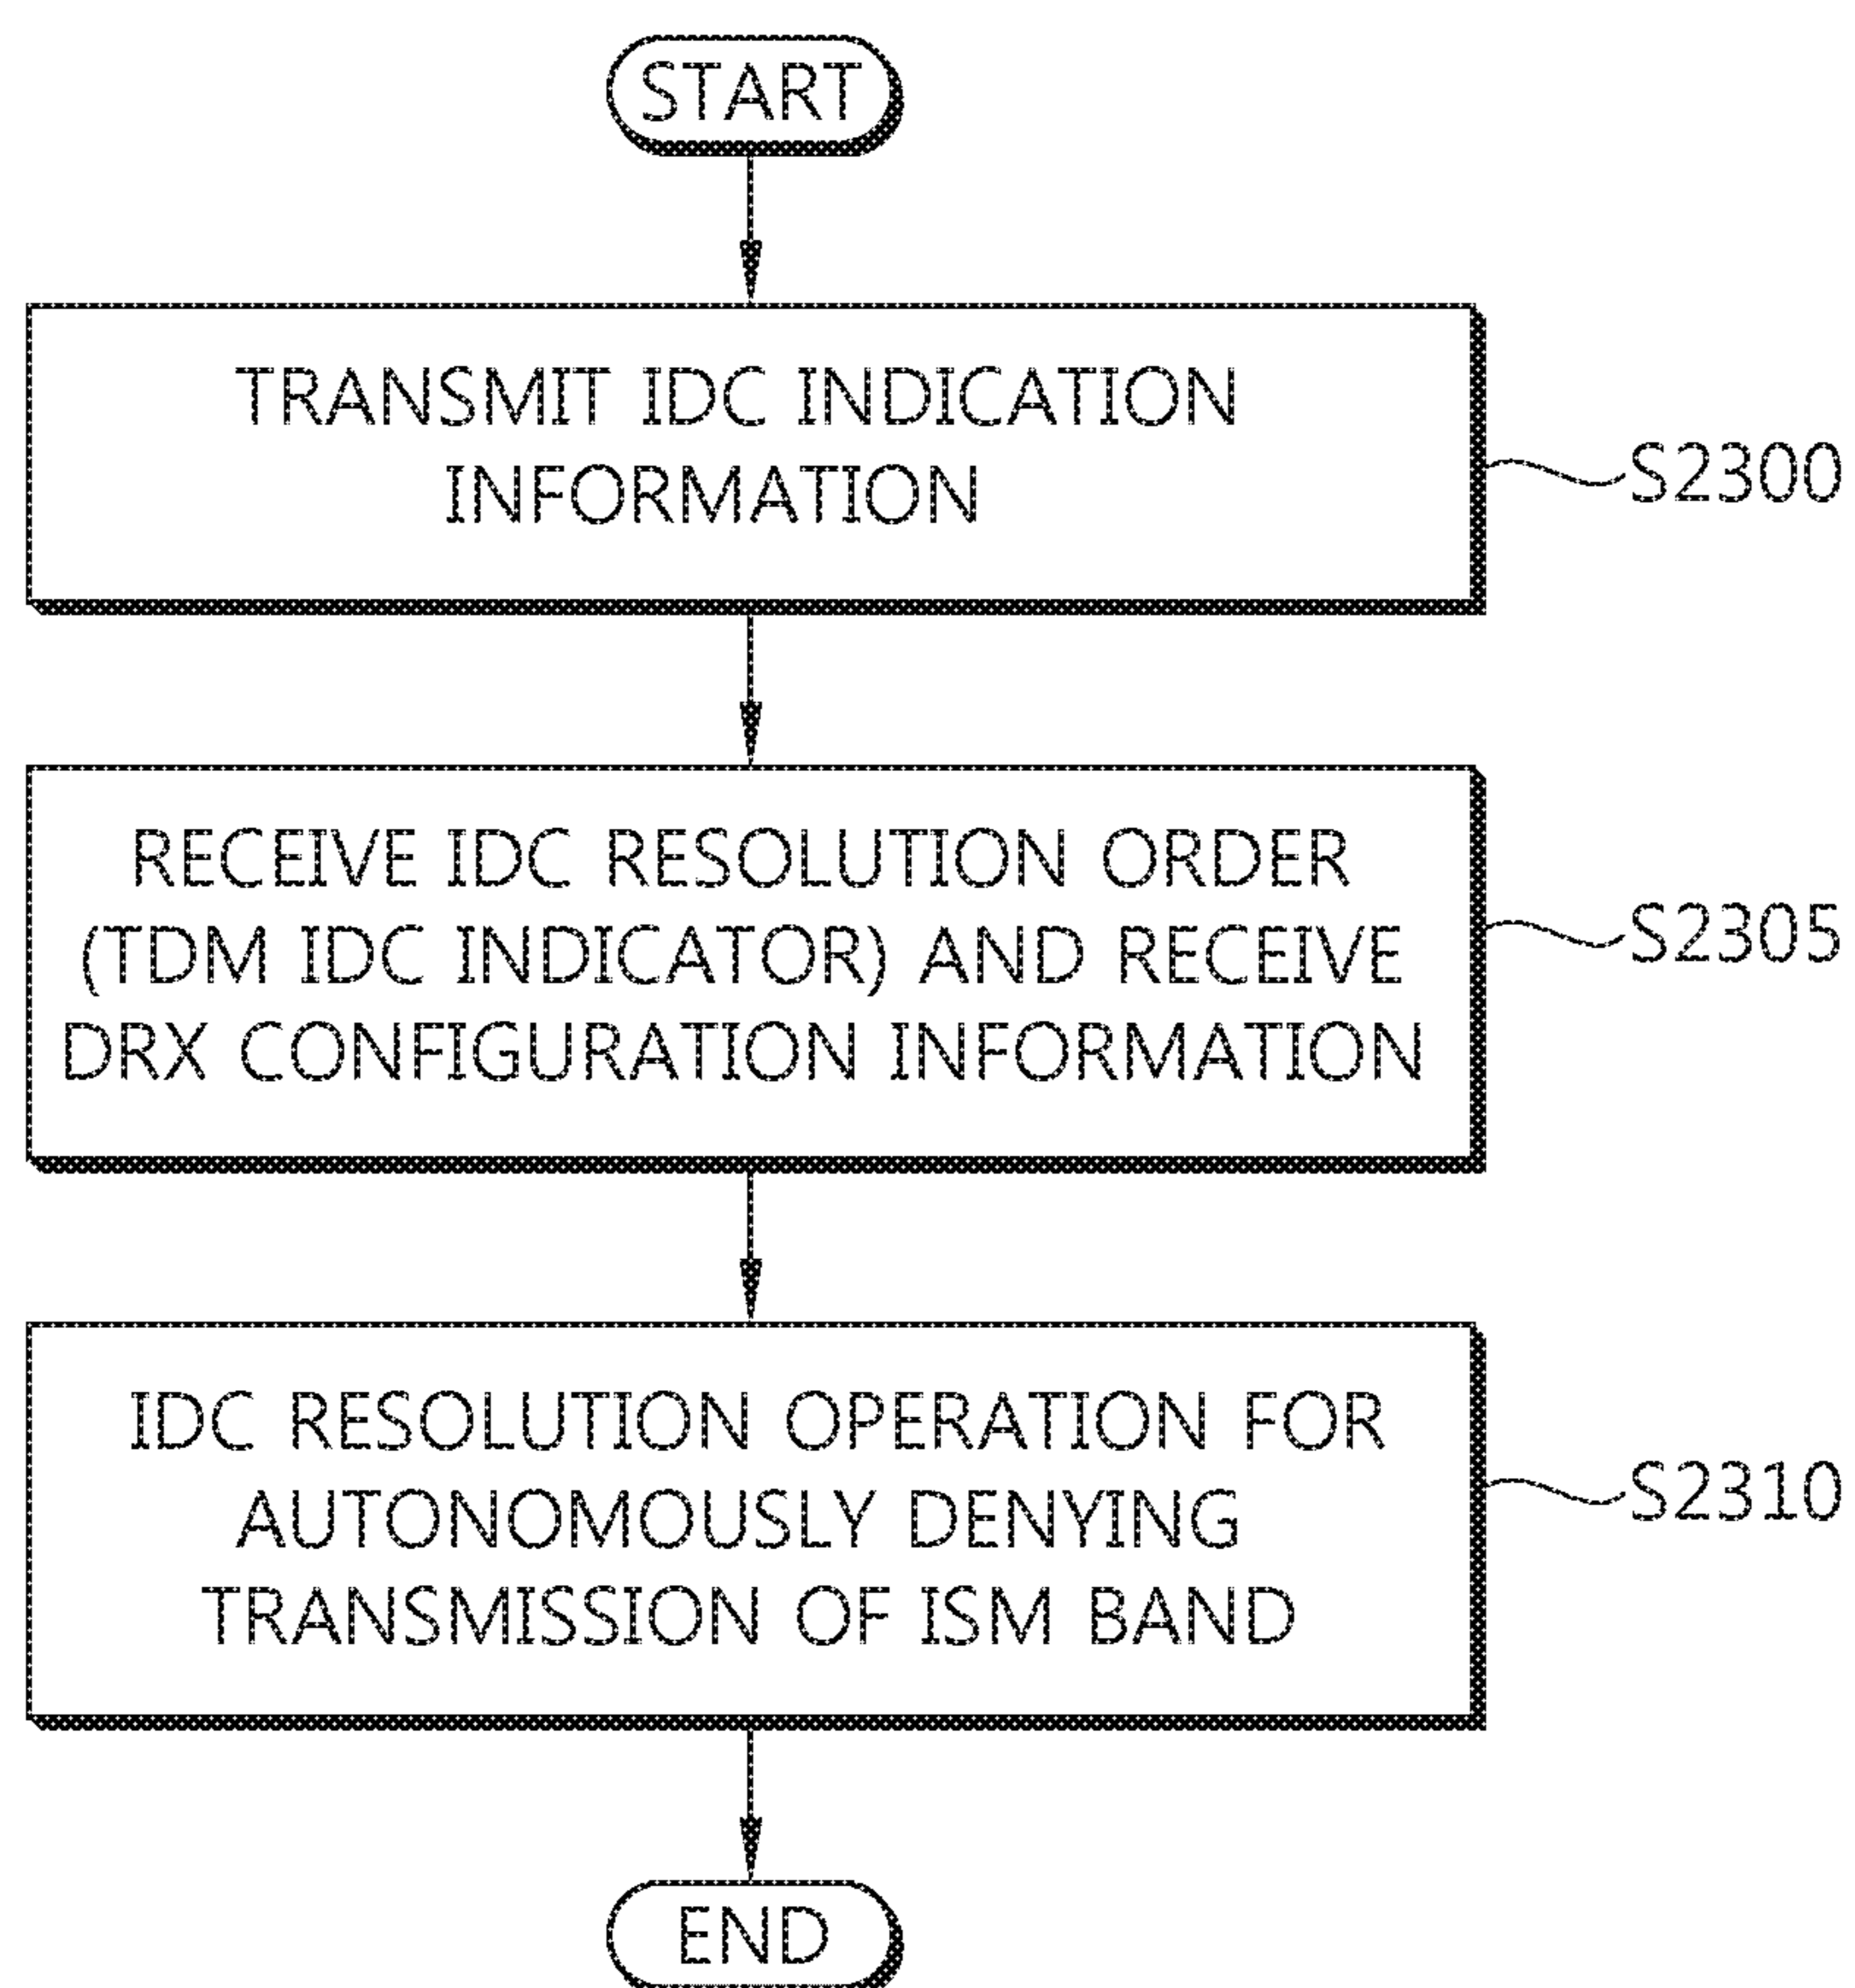 START
TRANSMIT IDC INDICATION
INFORMATION
S2300
RECEIVE IDC RESOLUTION ORDER
(TDM IDC INDICATOR) AND RECEIVE
DRX CONFIGURATION INFORMATION
S2305
IDC RESOLUTION OPERATION FOR
AUTONOMOUSLY DENYING
TRANSMISSION OF ISM BAND
S2310
END